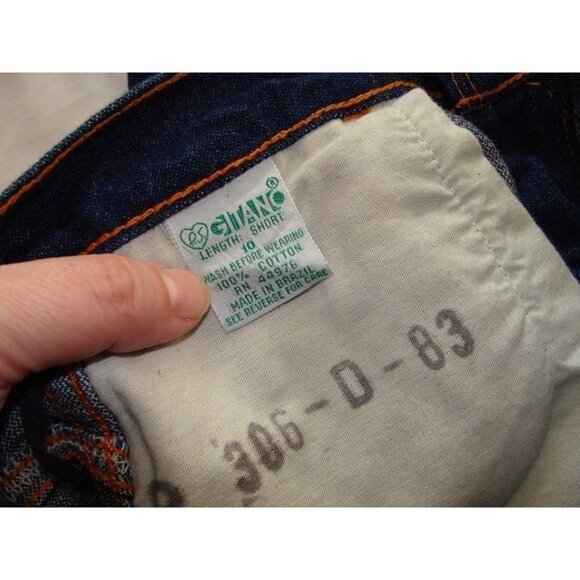 R.S. GITANO®
LENGTH: SHORT
10
WASH BEFORE WEARING
100% COTTON
RN 44976
MADE IN BRAZIL
SEE REVERSE FOR CARE
306-D-83